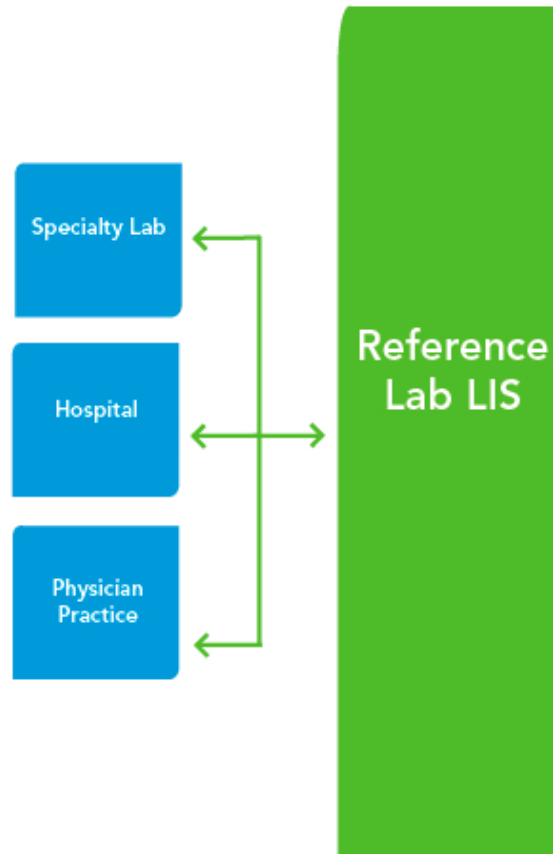 Specialty Lab
Hospital
Physician
Practice
Reference
Lab LIS